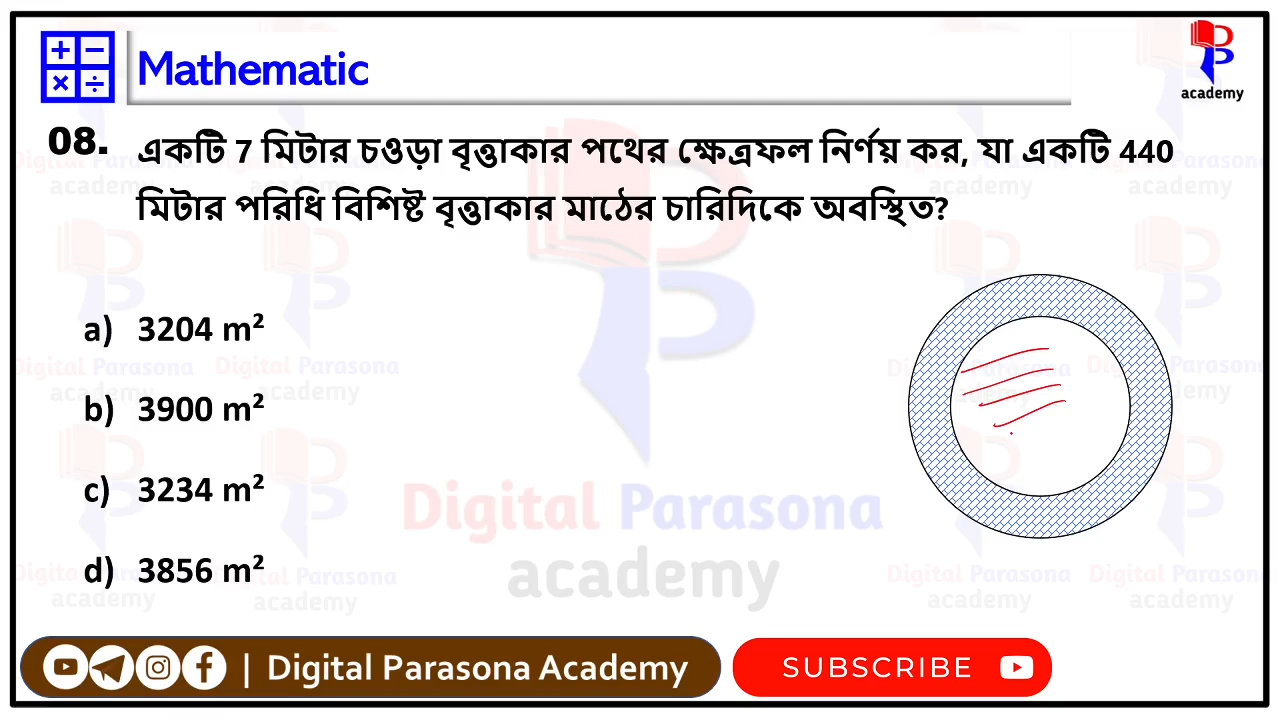 Mathematic
academy
08. একটি 7 মিটার চওড়া বৃত্তাকার পথের ক্ষেত্রফল নির্ণয় কর, যা একটি 440
মিটার পরিধি বিশিষ্ট বৃত্তাকার মাঠের চারিদিকে অবস্থিত?
a) 3204 m²
b) 3900 m²
c) 3234 m²
d) 3856 m²
Digital Parasona
academy
| Digital Parasona Academy
SUBSCRIBE